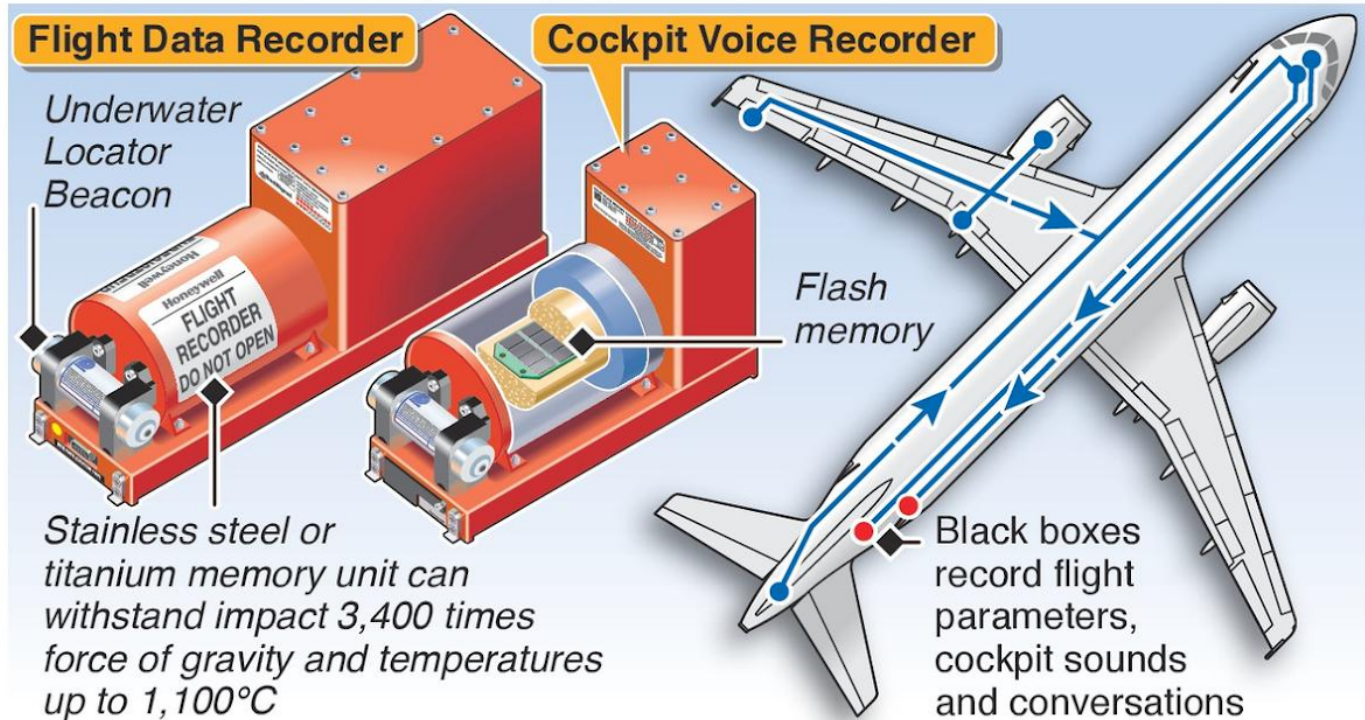 Flight Data Recorder
Cockpit Voice Recorder
Underwater
Locator
Beacon
Honeywell
Honeywell
FLIGHT
RECORDER
DO NOT OPEN
Flash
memory
Stainless steel or
titanium memory unit can
withstand impact 3,400 times
force of gravity and temperatures
up to 1,100°C
Black boxes
record flight
parameters,
cockpit sounds
and conversations